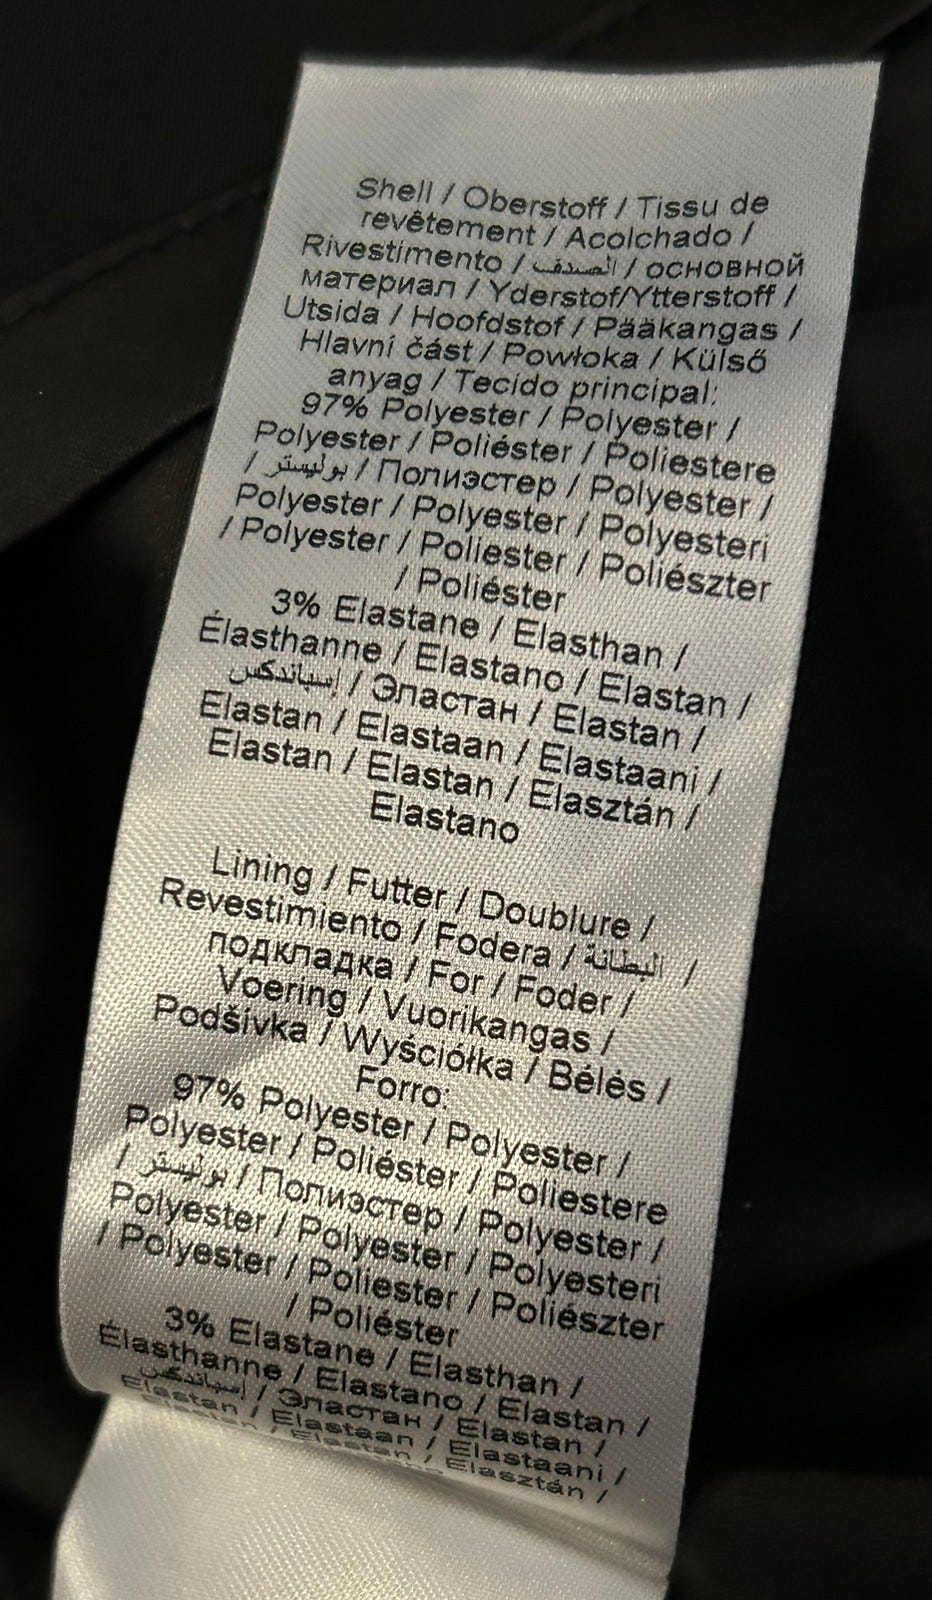 Shell / Oberstoff / Tissu de
revêtement / Acolchado /
Rivestimento / الصدف / основной
материал / Yderstof/Ytterstoff /
Utsida / Hoofdstof / Pääkangas /
Hlavní část / Powłoka / Külső
anyag / Tecido principal:
97% Polyester / Polyester /
Polyester / Poliéster / Poliestere
/ بوليستر / Полиэстер / Polyester /
Polyester / Polyester / Polyesteri
/ Polyester / Poliester / Poliészter
/ Poliéster
3% Elastane / Elasthan /
Élasthanne / Elastano / Elastan /
إسباندكس / Эластан / Elastan /
Elastan / Elastaan / Elastaani /
Elastan / Elastan / Elasztán /
Elastano
Lining / Futter / Doublure /
Revestimiento / Fodera / البطانة /
подкладка / For / Foder /
Voering / Vuorikangas /
Podšívka / Wyściółka / Bélés /
Forro:
97% Polyester / Polyester /
Polyester / Poliéster / Poliestere
/ بوليستر / Полиэстер / Polyester /
Polyester / Polyester / Polyesteri
/ Polyester / Poliester / Poliészter
/ Poliéster
3% Elastane / Elasthan /
Élasthanne / Elastano / Elastan /
إسباندكس / Эластан / Elastan /
Elastan / Elastaan / Elastaani /
Elastan / Elastan / Elasztán /